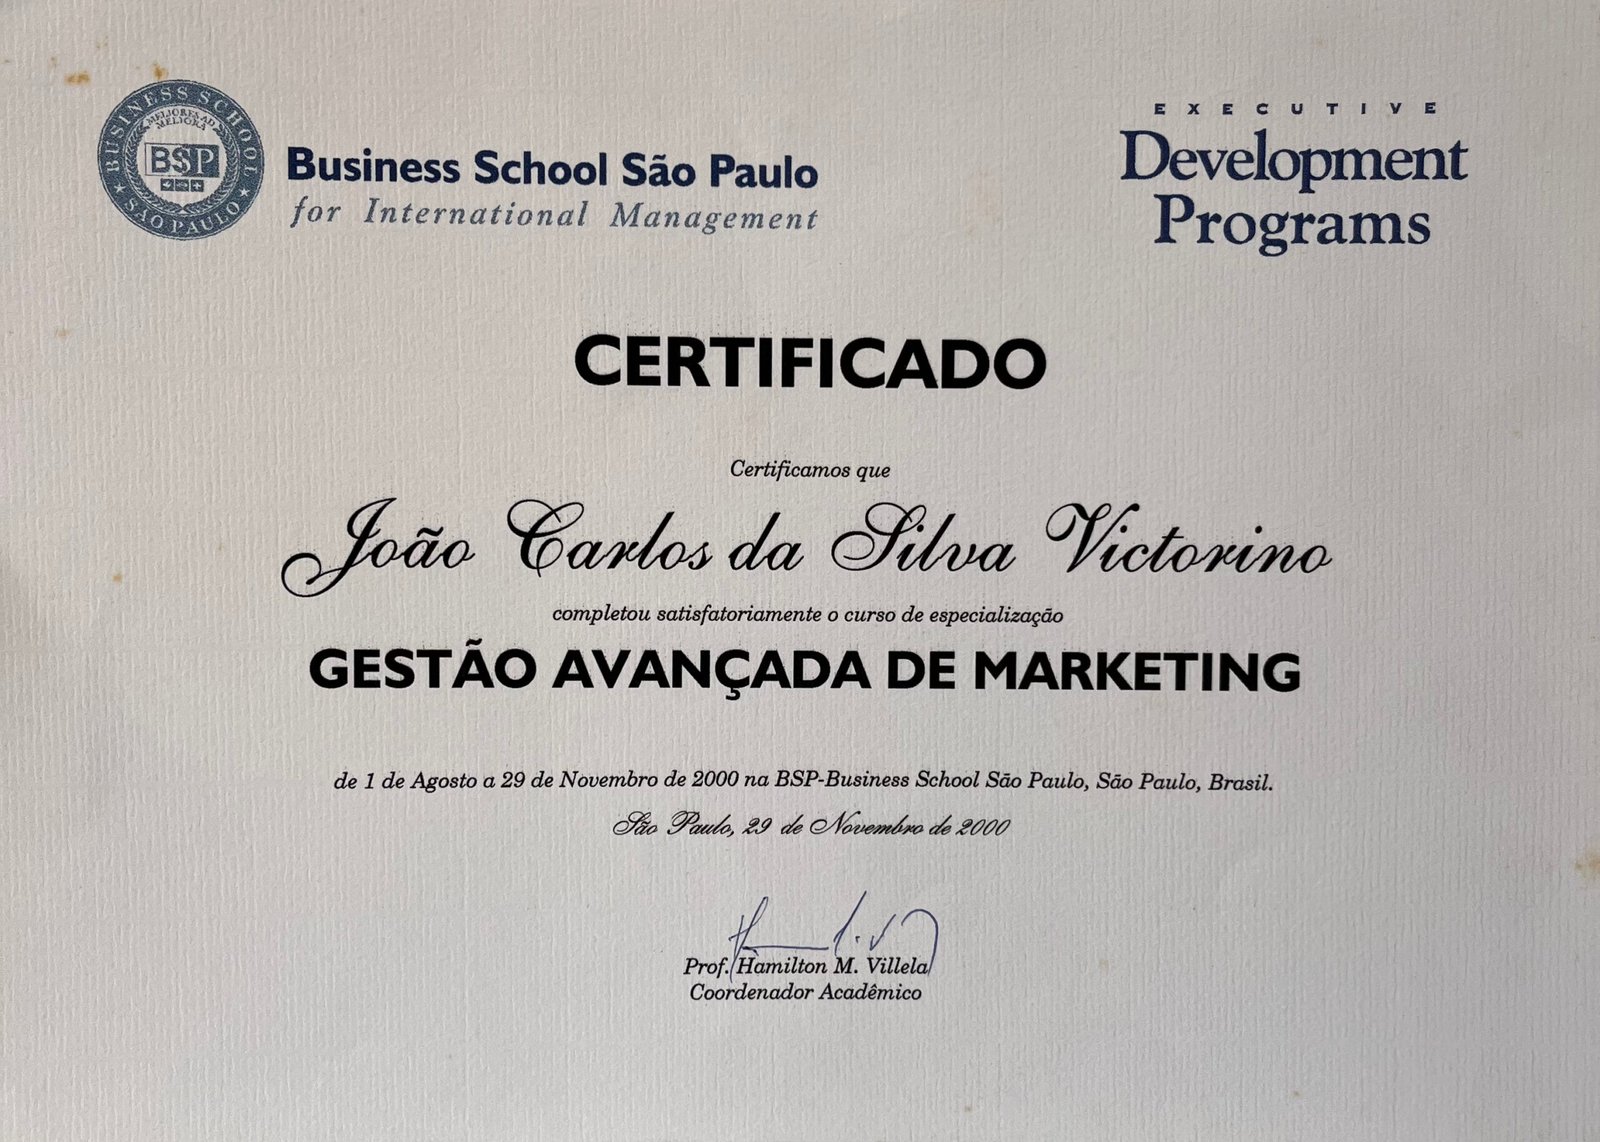 BUSINESS SCHOOL
MELIORES AD
MELIORA
BSP
★ SÃO PAULO ★
Business School São Paulo
for International Management
EXECUTIVE
Development
Programs
CERTIFICADO
Certificamos que
João Carlos da Silva Victorino
completou satisfatoriamente o curso de especialização
GESTÃO AVANÇADA DE MARKETING
de 1 de Agosto a 29 de Novembro de 2000 na BSP-Business School São Paulo, São Paulo, Brasil.
São Paulo, 29 de Novembro de 2000
Prof. Hamilton M. Villela
Coordenador Acadêmico